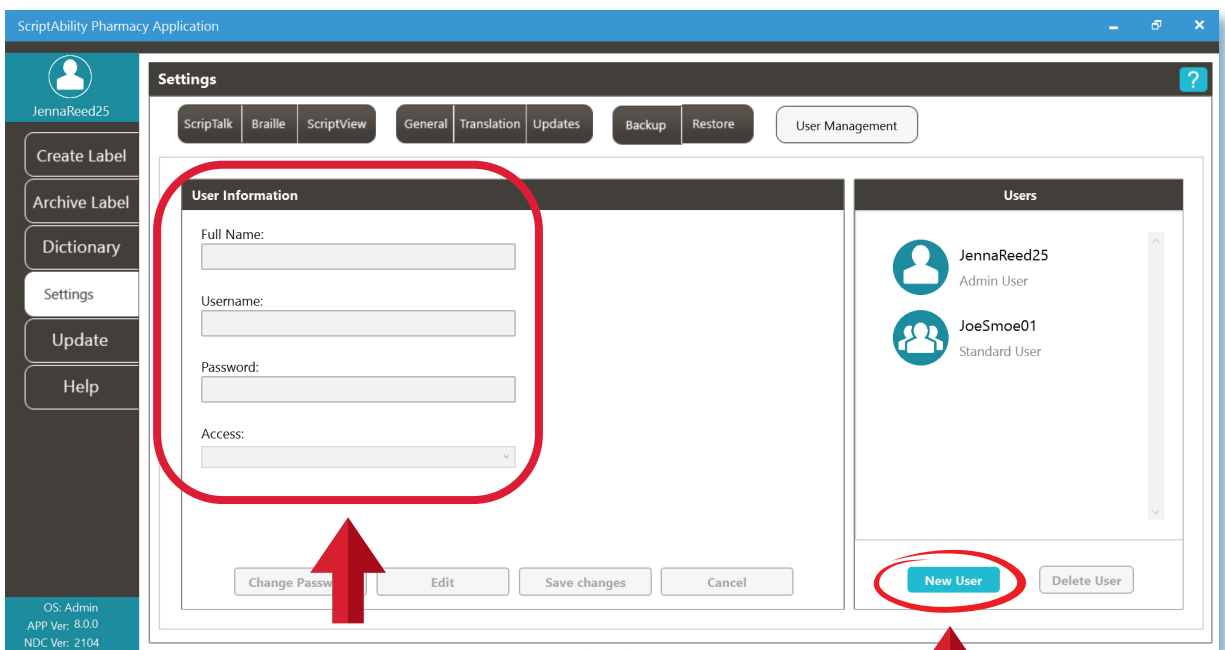 ScriptAbility Pharmacy Application
JennaReed25
Create Label
Archive Label
Dictionary
Settings
Update
Help
OS: Admin
APP Ver: 8.0.0
NDC Ver: 2104
Settings
?
ScripTalk Braille ScriptView General Translation Updates Backup Restore User Management
User Information
Full Name:
Username:
Password:
Access:
Change Edit Save changes Cancel
Users
JennaReed25
Admin User
JoeSmoe01
Standard User
New User Delete User